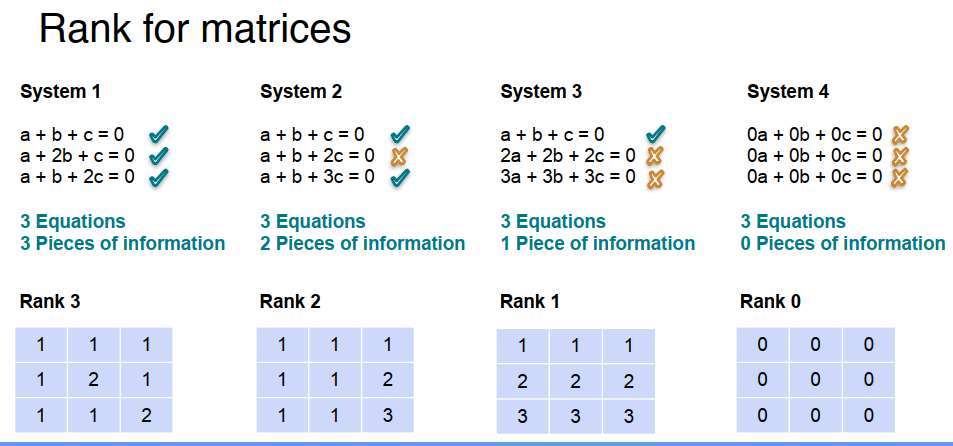 Rank for matrices
System 1
a + b + c = 0
a + 2b + c = 0
a + b + 2c = 0
3 Equations
3 Pieces of information
Rank 3
1 1 1
1 2 1
1 1 2
System 2
a + b + c = 0
a + b + 2c = 0
a + b + 3c = 0
3 Equations
2 Pieces of information
Rank 2
1 1 1
1 1 2
1 1 3
System 3
a + b + c = 0
2a + 2b + 2c = 0
3a + 3b + 3c = 0
3 Equations
1 Piece of information
Rank 1
1 1 1
2 2 2
3 3 3
System 4
0a + 0b + 0c = 0
0a + 0b + 0c = 0
0a + 0b + 0c = 0
3 Equations
0 Pieces of information
Rank 0
0 0 0
0 0 0
0 0 0